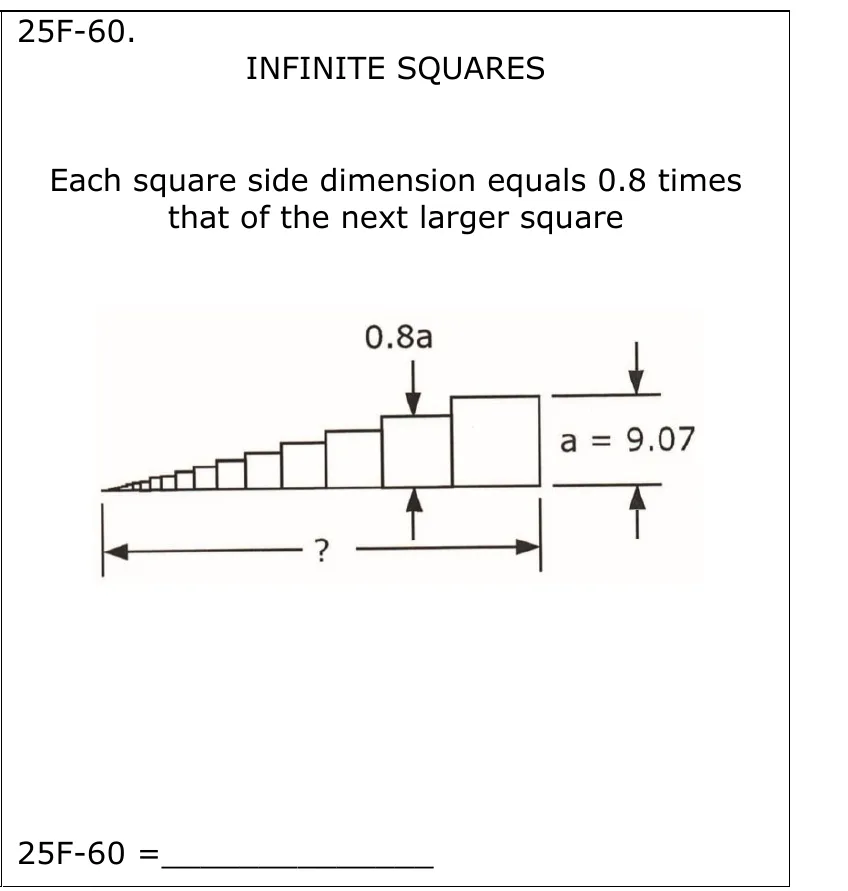 25F-60.
INFINITE SQUARES
Each square side dimension equals 0.8 times
that of the next larger square
0.8a
a = 9.07
?
25F-60 =_________________